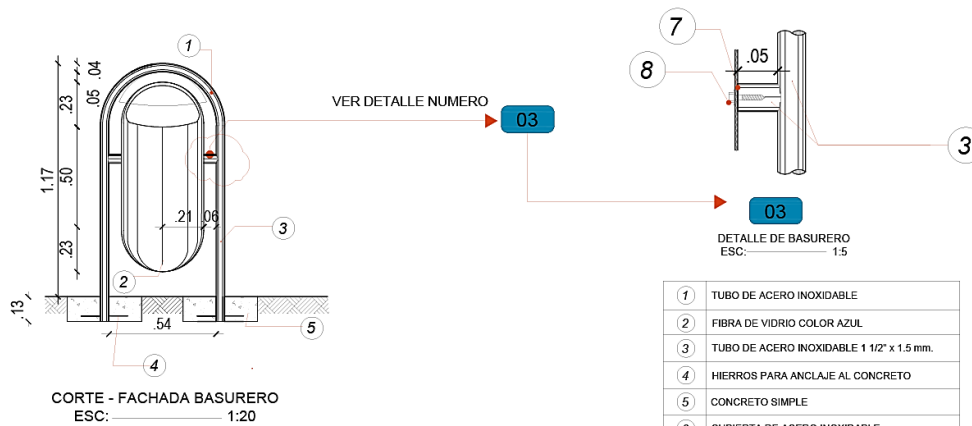 1
.04
.05
.23
1.17
.50
.23
.13
.21 .06
.54
2
3
4
5
VER DETALLE NUMERO
03
CORTE - FACHADA BASURERO
ESC: 1:20
7
8
.05
3
03
DETALLE DE BASURERO
ESC: 1:5
1 TUBO DE ACERO INOXIDABLE
2 FIBRA DE VIDRIO COLOR AZUL
3 TUBO DE ACERO INOXIDABLE 1 1/2" x 1.5 mm.
4 HIERROS PARA ANCLAJE AL CONCRETO
5 CONCRETO SIMPLE